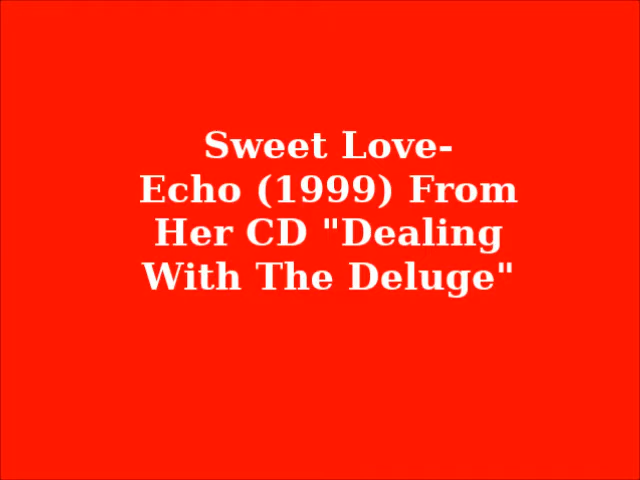 Sweet Love-
Echo (1999) From
Her CD "Dealing
With The Deluge"